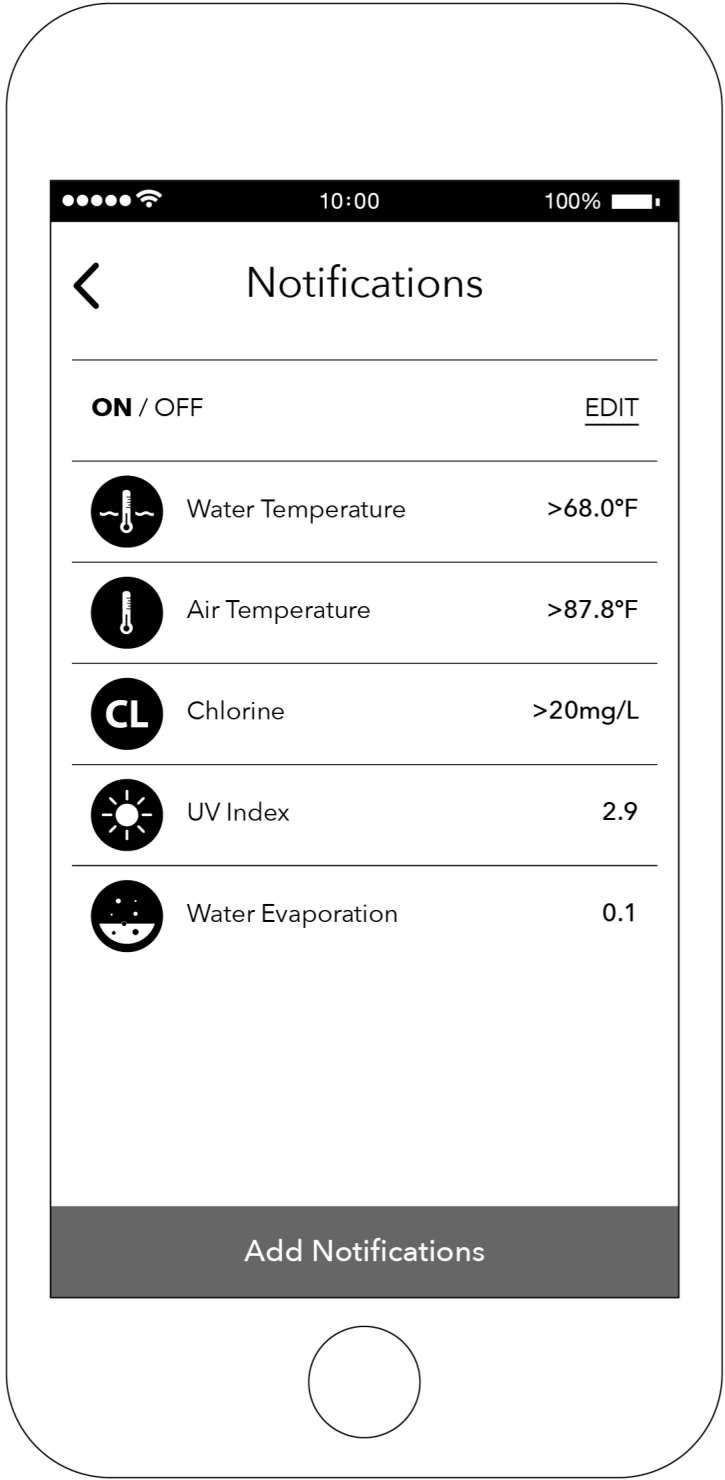 10:00 100%
Notifications
ON / OFF EDIT
Water Temperature >68.0°F
Air Temperature >87.8°F
CL Chlorine >20mg/L
UV Index 2.9
Water Evaporation 0.1
Add Notifications